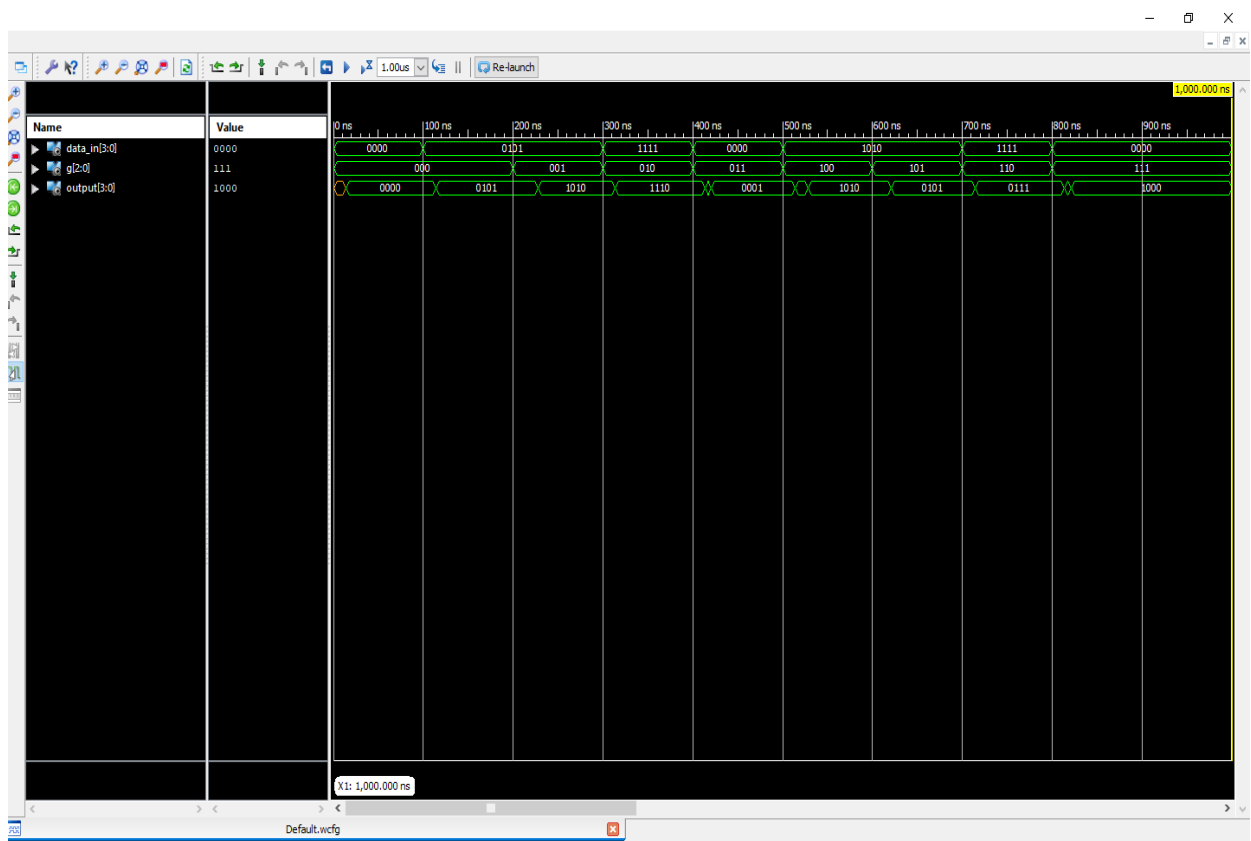 1.00us Re-launch
1,000.000 ns
Name Value 0 ns 100 ns 200 ns 300 ns 400 ns 500 ns 600 ns 700 ns 800 ns 900 ns
data_in[3:0] 0000 0000 0101 1111 0000 1010 1111 0000
g[2:0] 111 000 001 010 011 100 101 110 111
output[3:0] 1000 0000 0101 1010 1110 0001 1010 0101 0111 1000
X1: 1,000.000 ns
Default.wcfg